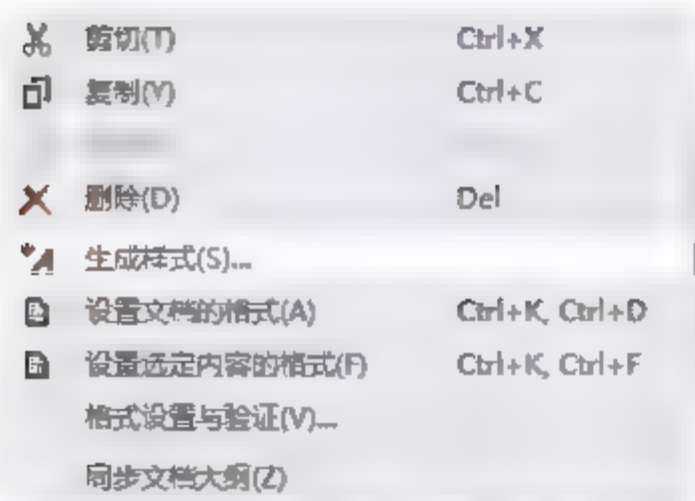 剪切(T) Ctrl+X
复制(Y) Ctrl+C
删除(D) Del
生成样式(S)...
设置文档的格式(A) Ctrl+K, Ctrl+D
设置选定内容的格式(F) Ctrl+K, Ctrl+F
格式设置与验证(V)...
同步文档大纲(Z)